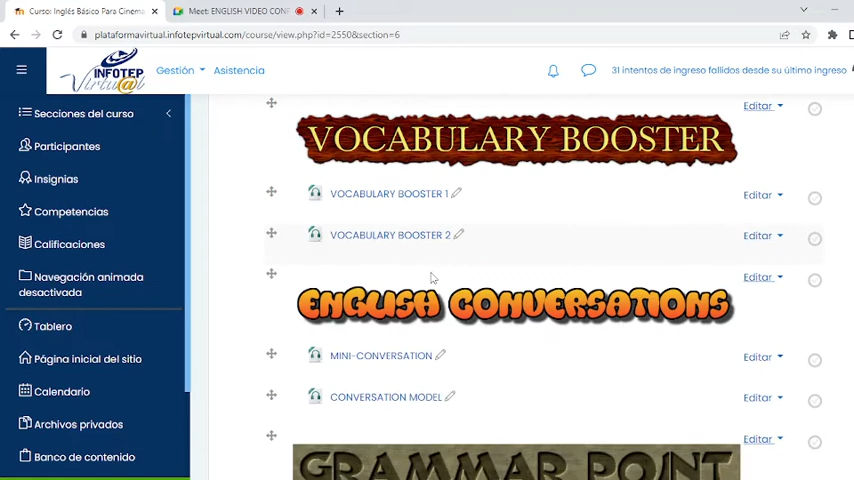 Curso: Inglés Básico Para Cinema
Meet: ENGLISH VIDEO CONF
plataformavirtual.infotepvirtual.com/course/view.php?id=2550&section=6
INFOTEP
Virtu@l
Gestión
Asistencia
31 intentos de ingreso fallidos desde su último ingreso
Secciones del curso
Participantes
Insignias
Competencias
Calificaciones
Navegación animada
desactivada
Tablero
Página inicial del sitio
Calendario
Archivos privados
Banco de contenido
Editar
VOCABULARY BOOSTER
VOCABULARY BOOSTER 1
Editar
VOCABULARY BOOSTER 2
Editar
Editar
ENGLISH CONVERSATIONS
MINI-CONVERSATION
Editar
CONVERSATION MODEL
Editar
Editar
GRAMMAR POINT